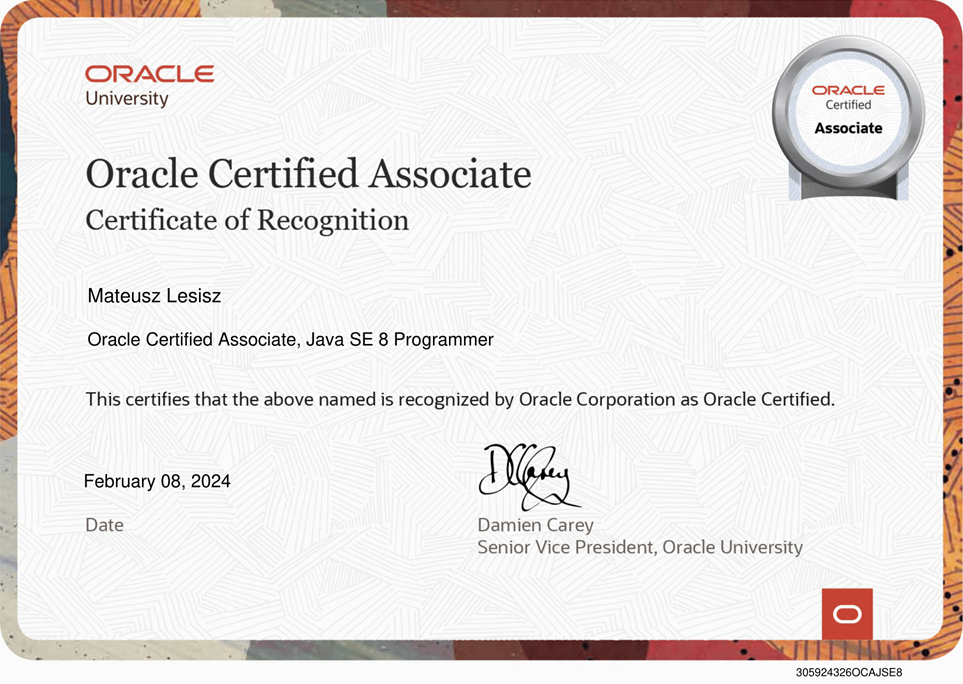 ORACLE
University
ORACLE
Certified
Associate
Oracle Certified Associate
Certificate of Recognition
Mateusz Lesisz
Oracle Certified Associate, Java SE 8 Programmer
This certifies that the above named is recognized by Oracle Corporation as Oracle Certified.
February 08, 2024
Date
DCarey
Damien Carey
Senior Vice President, Oracle University
305924326OCAJSE8